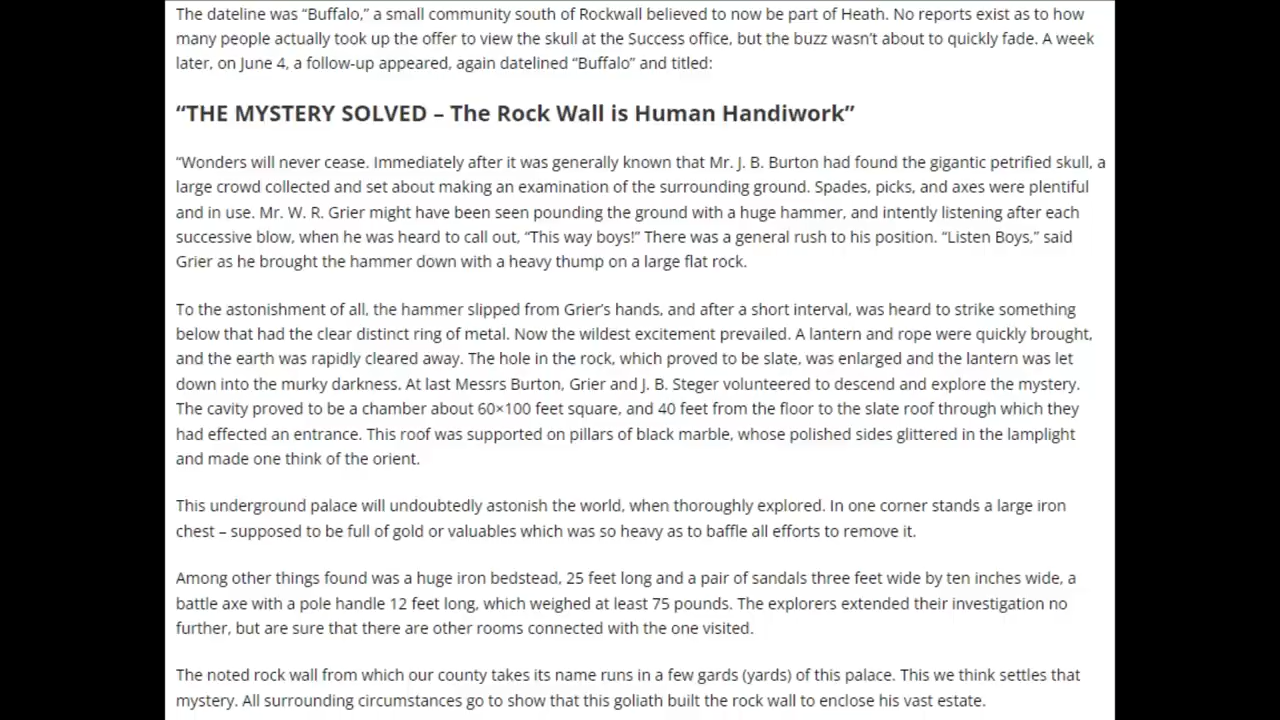 The dateline was “Buffalo,” a small community south of Rockwall believed to now be part of Heath. No reports exist as to how
many people actually took up the offer to view the skull at the Success office, but the buzz wasn’t about to quickly fade. A week
later, on June 4, a follow-up appeared, again datelined “Buffalo” and titled:
“THE MYSTERY SOLVED – The Rock Wall is Human Handiwork”
“Wonders will never cease. Immediately after it was generally known that Mr. J. B. Burton had found the gigantic petrified skull, a
large crowd collected and set about making an examination of the surrounding ground. Spades, picks, and axes were plentiful
and in use. Mr. W. R. Grier might have been seen pounding the ground with a huge hammer, and intently listening after each
successive blow, when he was heard to call out, “This way boys!” There was a general rush to his position. “Listen Boys,” said
Grier as he brought the hammer down with a heavy thump on a large flat rock.
To the astonishment of all, the hammer slipped from Grier’s hands, and after a short interval, was heard to strike something
below that had the clear distinct ring of metal. Now the wildest excitement prevailed. A lantern and rope were quickly brought,
and the earth was rapidly cleared away. The hole in the rock, which proved to be slate, was enlarged and the lantern was let
down into the murky darkness. At last Messrs Burton, Grier and J. B. Steger volunteered to descend and explore the mystery.
The cavity proved to be a chamber about 60×100 feet square, and 40 feet from the floor to the slate roof through which they
had effected an entrance. This roof was supported on pillars of black marble, whose polished sides glittered in the lamplight
and made one think of the orient.
This underground palace will undoubtedly astonish the world, when thoroughly explored. In one corner stands a large iron
chest – supposed to be full of gold or valuables which was so heavy as to baffle all efforts to remove it.
Among other things found was a huge iron bedstead, 25 feet long and a pair of sandals three feet wide by ten inches wide, a
battle axe with a pole handle 12 feet long, which weighed at least 75 pounds. The explorers extended their investigation no
further, but are sure that there are other rooms connected with the one visited.
The noted rock wall from which our county takes its name runs in a few gards (yards) of this palace. This we think settles that
mystery. All surrounding circumstances go to show that this goliath built the rock wall to enclose his vast estate.